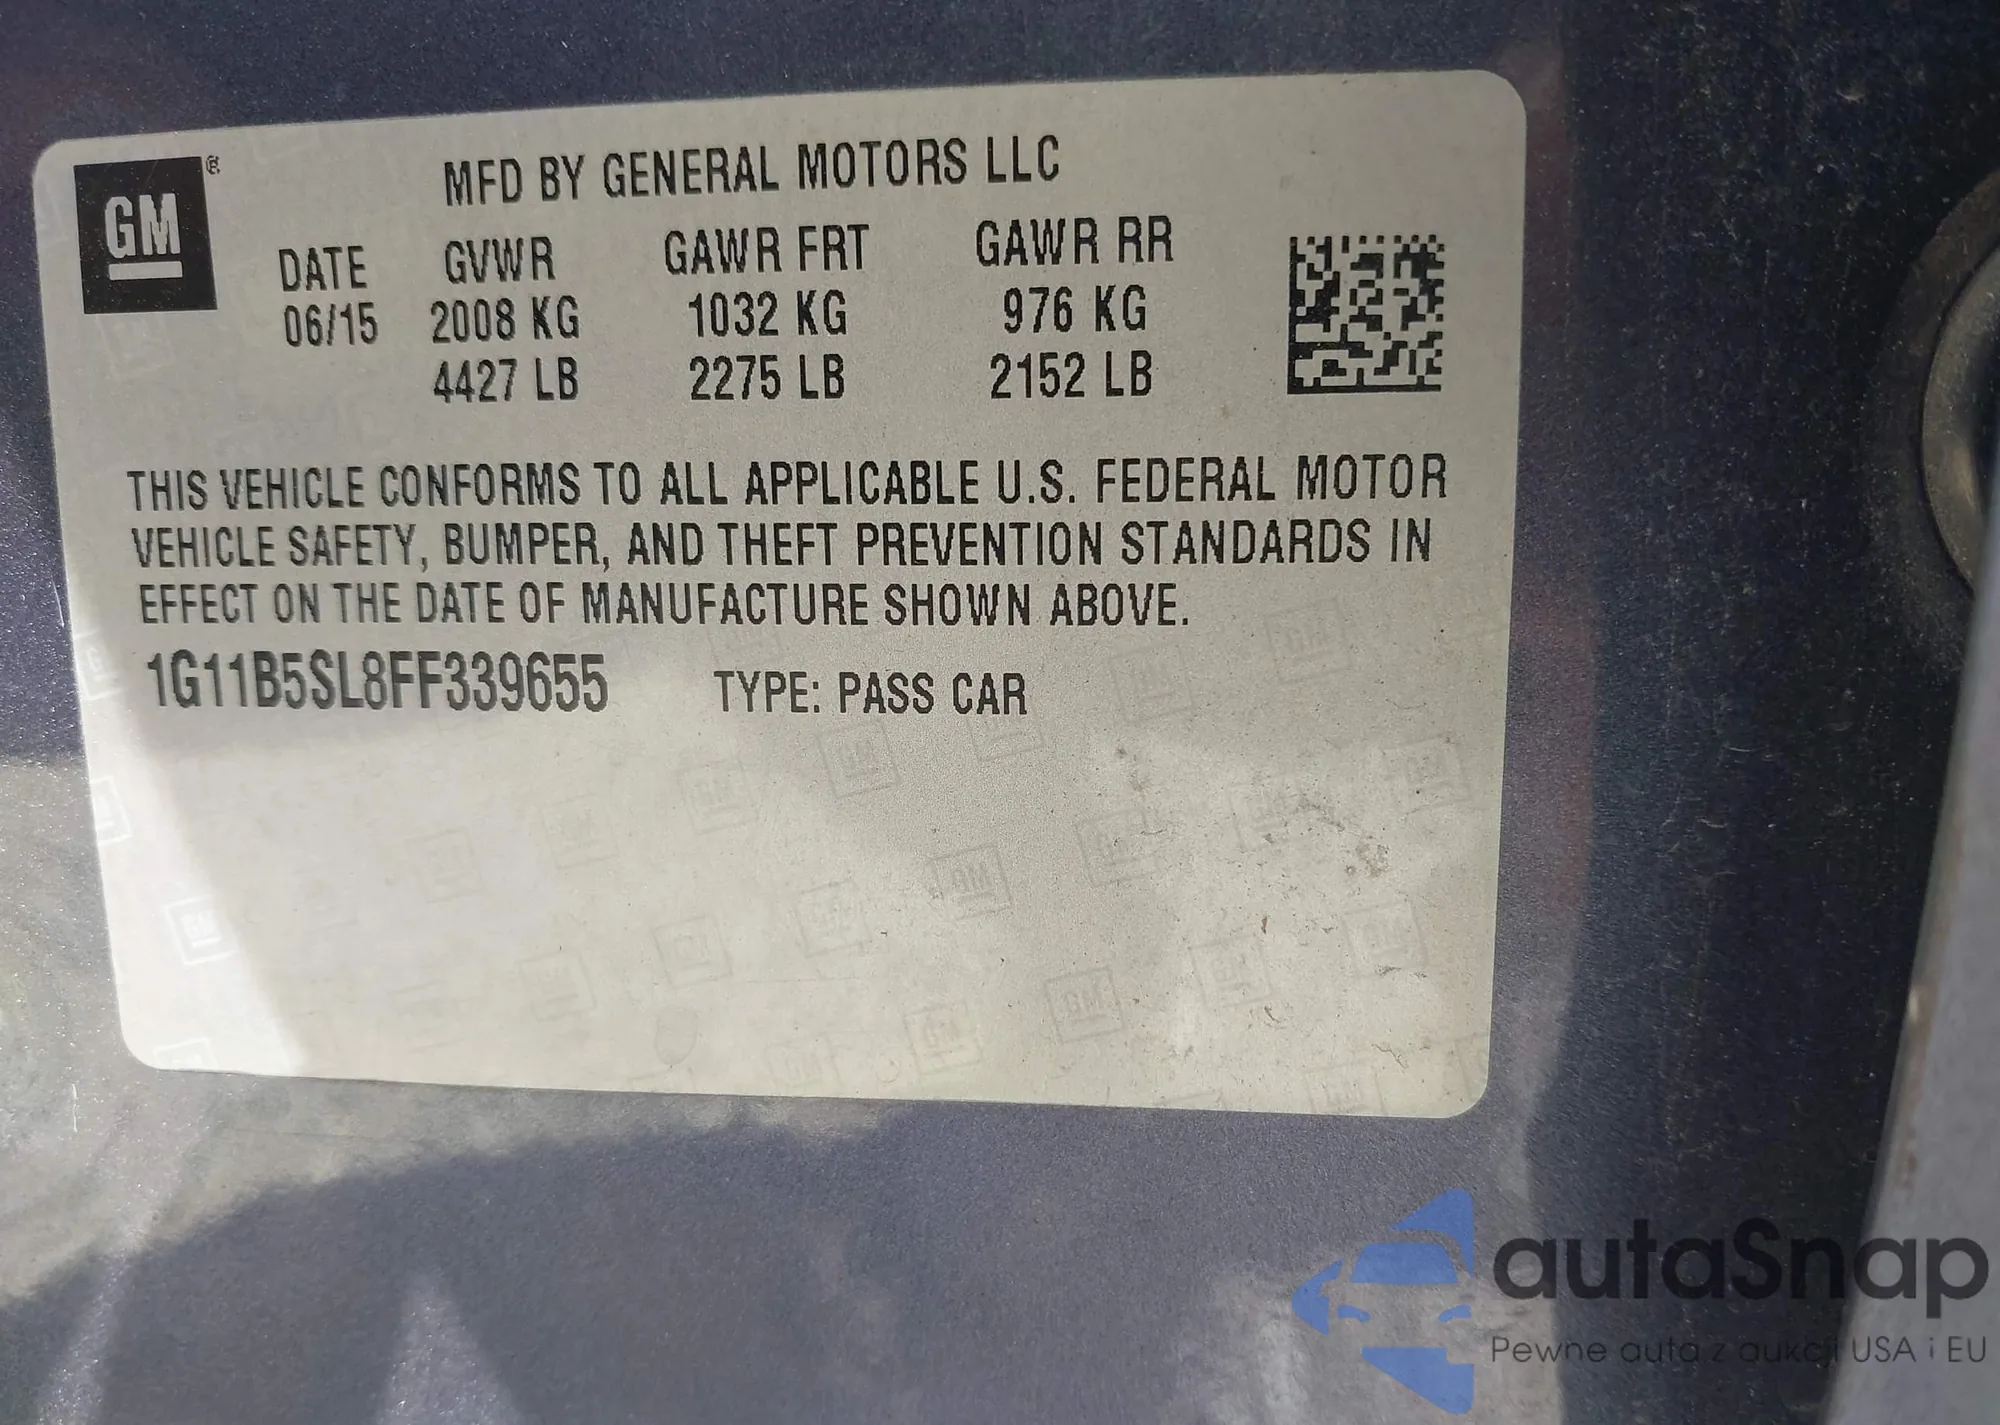 GM ®
MFD BY GENERAL MOTORS LLC
DATE GVWR GAWR FRT GAWR RR
06/15 2008 KG 1032 KG 976 KG
4427 LB 2275 LB 2152 LB
THIS VEHICLE CONFORMS TO ALL APPLICABLE U.S. FEDERAL MOTOR
VEHICLE SAFETY, BUMPER, AND THEFT PREVENTION STANDARDS IN
EFFECT ON THE DATE OF MANUFACTURE SHOWN ABOVE.
1G11B5SL8FF339655 TYPE: PASS CAR
autaSnap
Pewne auta z aukcji USA i EU